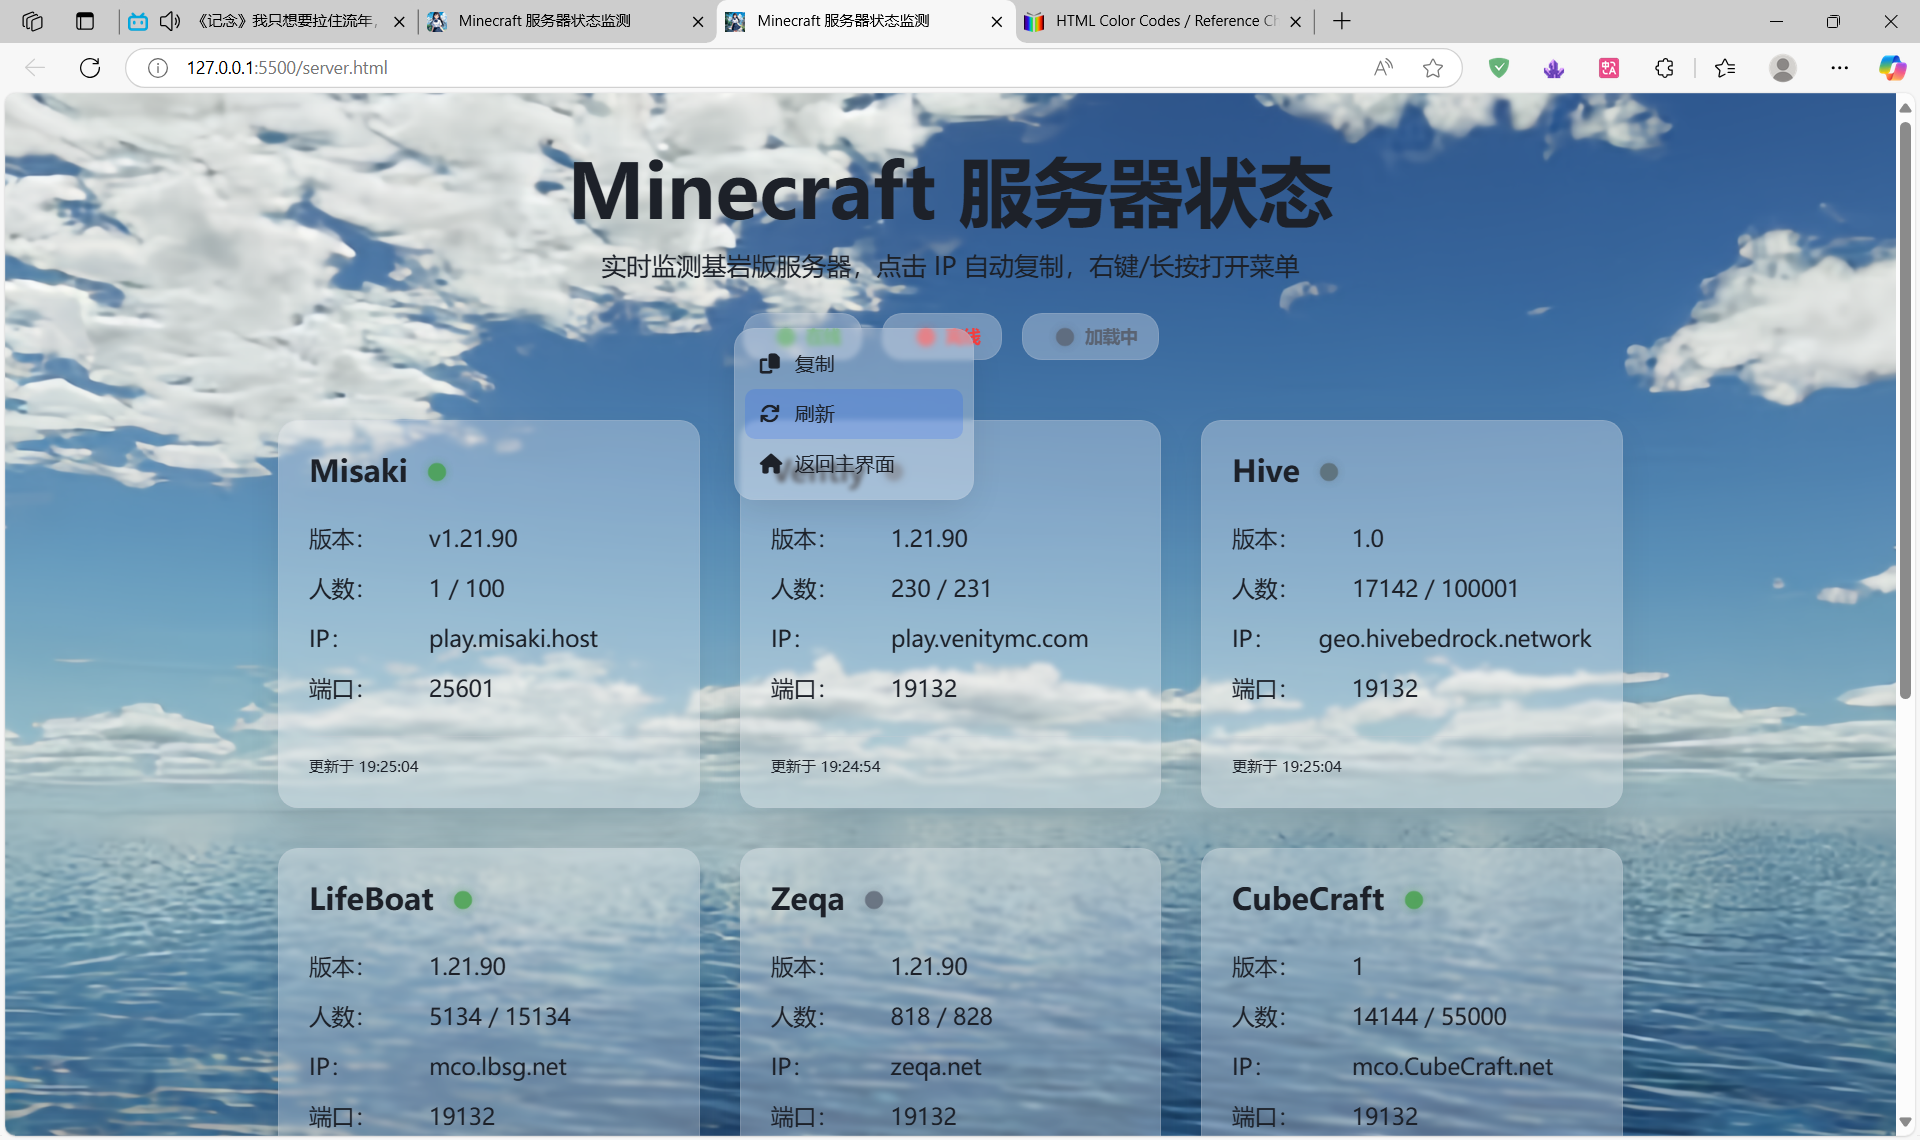 《记念》我只想要拉住流年，
Minecraft 服务器状态监测
Minecraft 服务器状态监测
HTML Color Codes / Reference Ch
127.0.0.1:5500/server.html
Minecraft 服务器状态
实时监测基岩版服务器，点击 IP 自动复制，右键/长按打开菜单
加载中
复制
刷新
返回主界面
Misaki
版本： v1.21.90
人数： 1 / 100
IP： play.misaki.host
端口： 25601
更新于 19:25:04
版本： 1.21.90
人数： 230 / 231
IP： play.venitymc.com
端口： 19132
更新于 19:24:54
Hive
版本： 1.0
人数： 17142 / 100001
IP： geo.hivebedrock.network
端口： 19132
更新于 19:25:04
LifeBoat
版本： 1.21.90
人数： 5134 / 15134
IP： mco.lbsg.net
端口： 19132
Zeqa
版本： 1.21.90
人数： 818 / 828
IP： zeqa.net
端口： 19132
CubeCraft
版本： 1
人数： 14144 / 55000
IP： mco.CubeCraft.net
端口： 19132